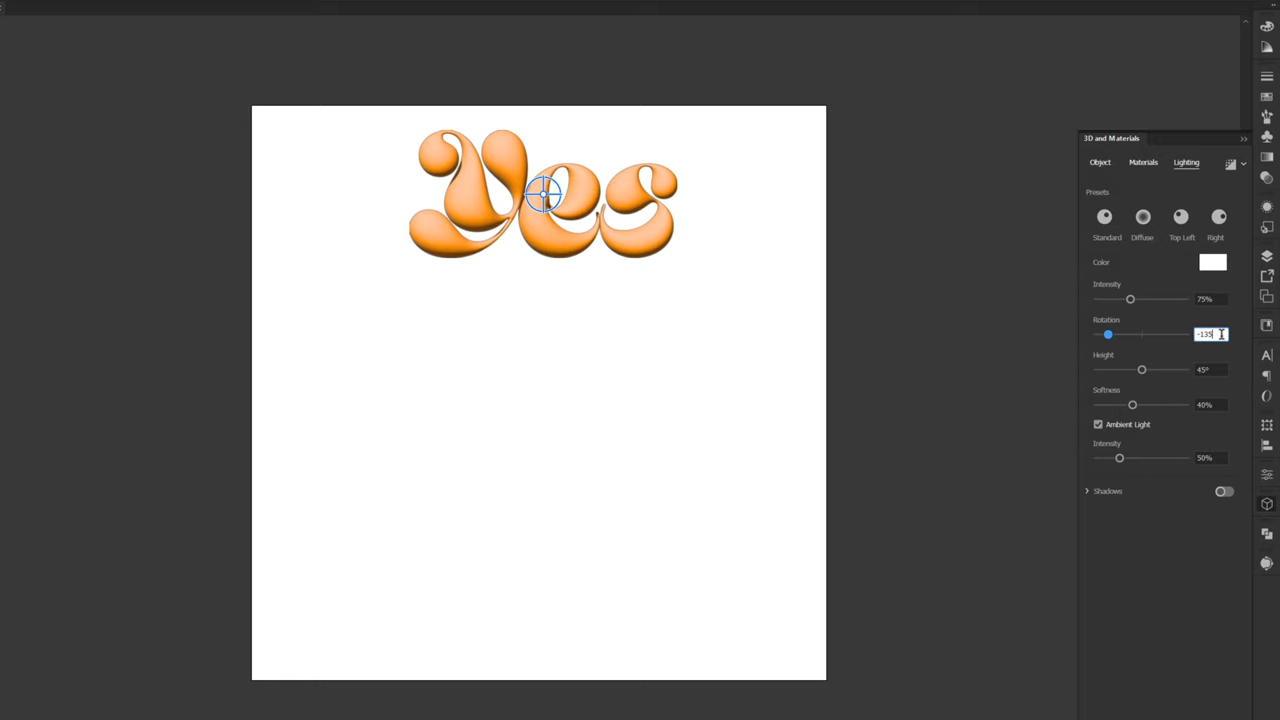 Yes
3D and Materials
Object Materials Lighting
Presets
Standard Diffuse Top Left Right
Color
Intensity
75%
Rotation
-135
Height
45°
Softness
40%
Ambient Light
Intensity
50%
Shadows